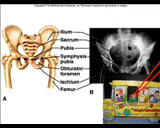 Ilium
Sacrum
Pubis
Symphysis
pubis
Obturator
foramen
Ischium
Femur
A
B